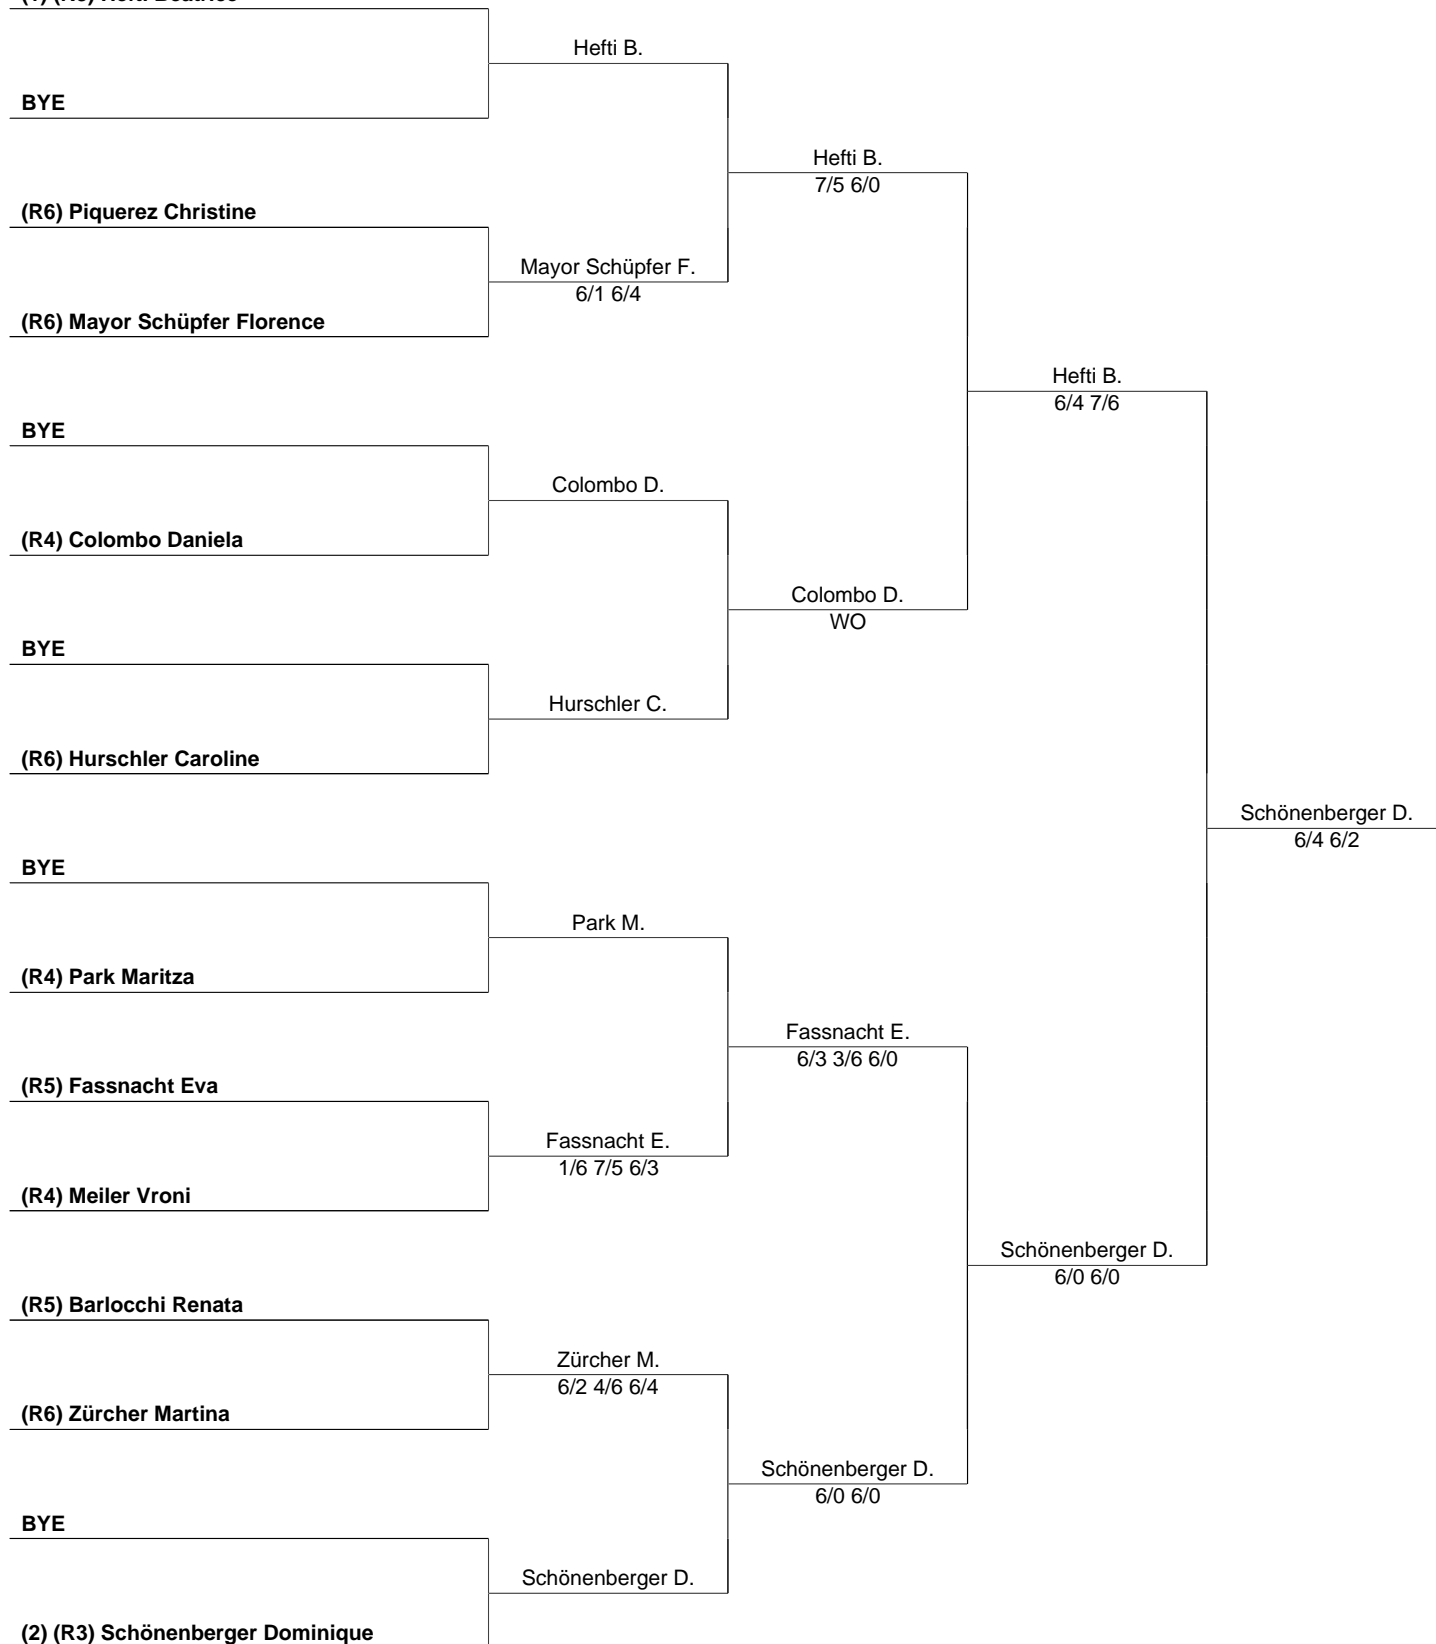 Hefti B.
BYE
Hefti B.
7/5 6/0
(R6) Piquerez Christine
Mayor Schüpfer F.
6/1 6/4
(R6) Mayor Schüpfer Florence
Hefti B.
6/4 7/6
BYE
Colombo D.
(R4) Colombo Daniela
Colombo D.
WO
BYE
Hurschler C.
(R6) Hurschler Caroline
Schönenberger D.
6/4 6/2
BYE
Park M.
(R4) Park Maritza
Fassnacht E.
6/3 3/6 6/0
(R5) Fassnacht Eva
Fassnacht E.
1/6 7/5 6/3
(R4) Meiler Vroni
Schönenberger D.
6/0 6/0
(R5) Barlocchi Renata
Zürcher M.
6/2 4/6 6/4
(R6) Zürcher Martina
Schönenberger D.
6/0 6/0
BYE
Schönenberger D.
(2) (R3) Schönenberger Dominique